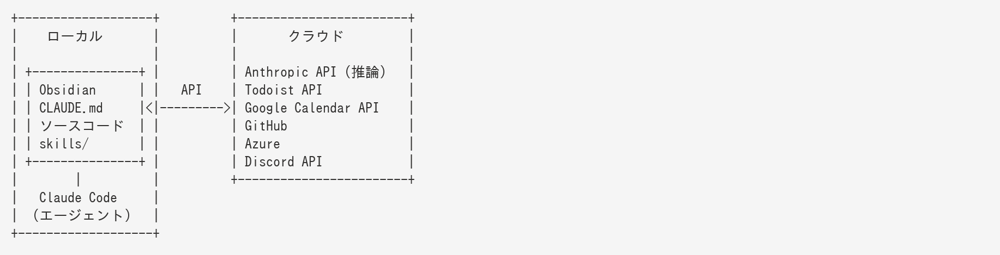 +-------------------+          +------------------------+
|    ローカル       |          |       クラウド         |
|                   |          |                        |
| +---------------+ |          | Anthropic API（推論）  |
| | Obsidian      | |   API    | Todoist API            |
| | CLAUDE.md     |<|--------->| Google Calendar API    |
| | ソースコード  | |          | GitHub                 |
| | skills/       | |          | Azure                  |
| +---------------+ |          | Discord API            |
|        |          |          +------------------------+
|   Claude Code     |
| （エージェント）  |
+-------------------+